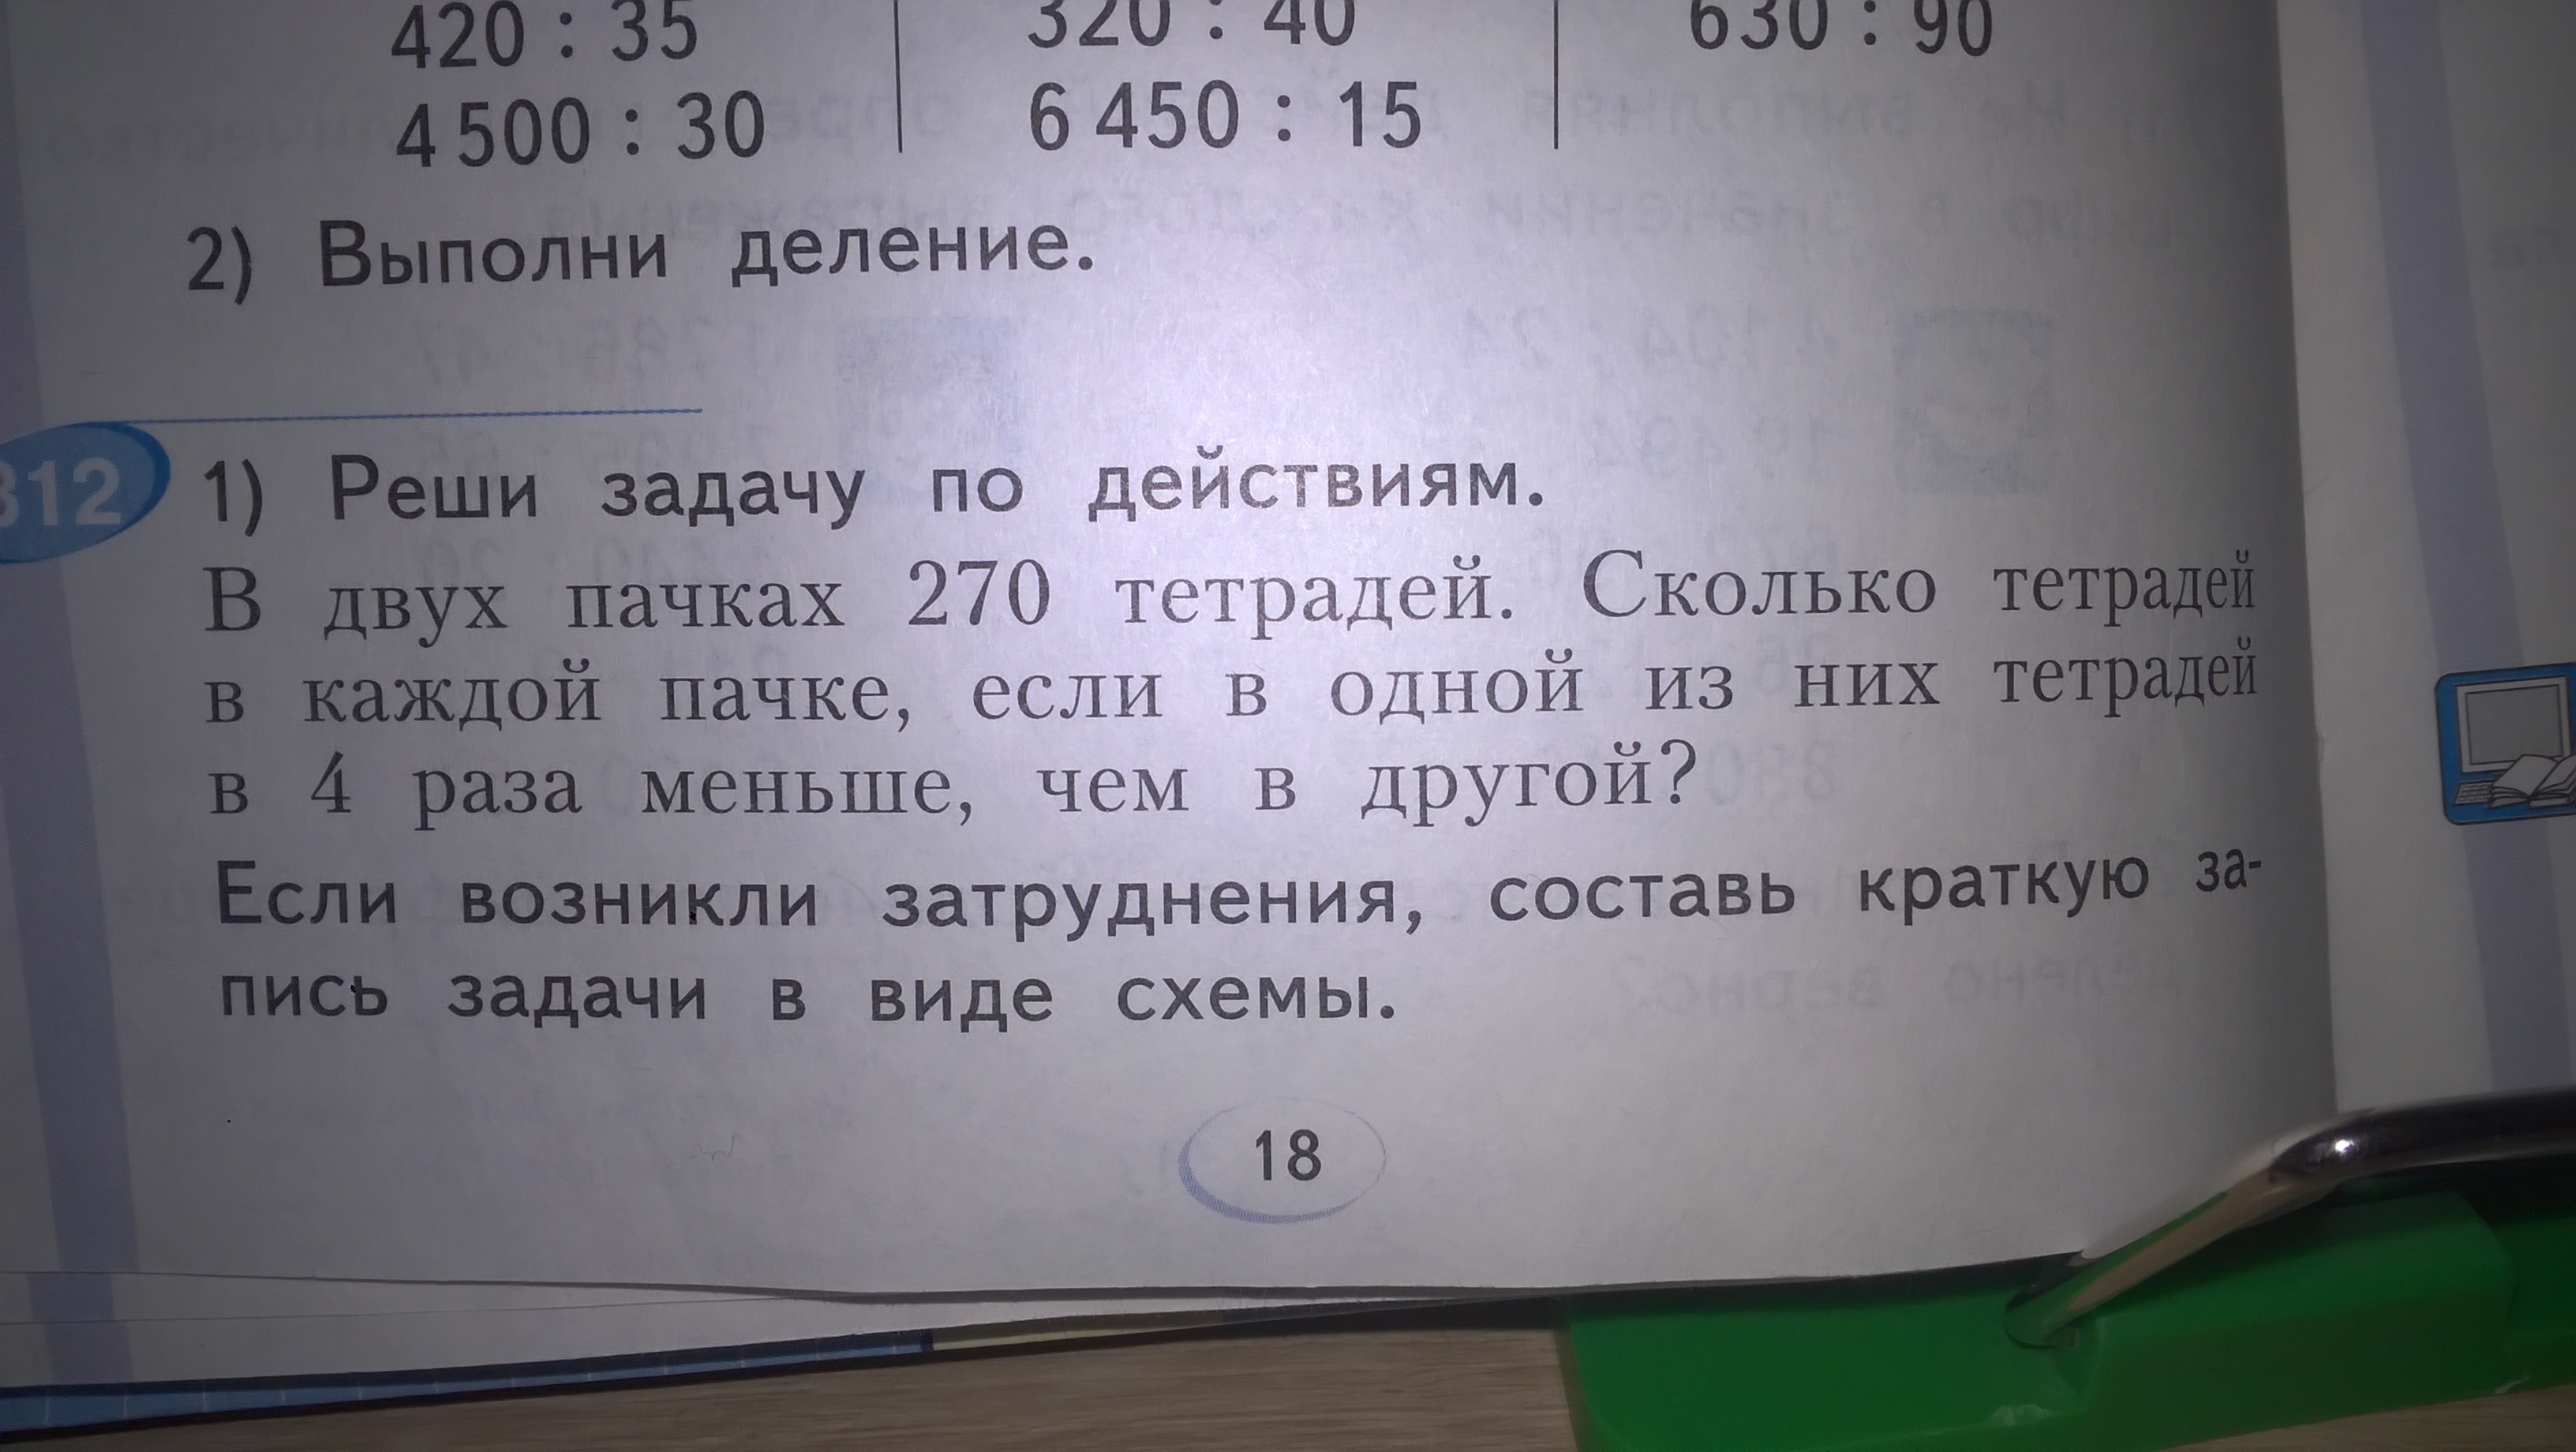 420 : 35 320 : 40 630 : 90
4 500 : 30 6 450 : 15
2) Выполни деление.
312 1) Реши задачу по действиям.
В двух пачках 270 тетрадей. Сколько тетрадей
в каждой пачке, если в одной из них тетрадей
в 4 раза меньше, чем в другой?
Если возникли затруднения, составь краткую за-
пись задачи в виде схемы.
18